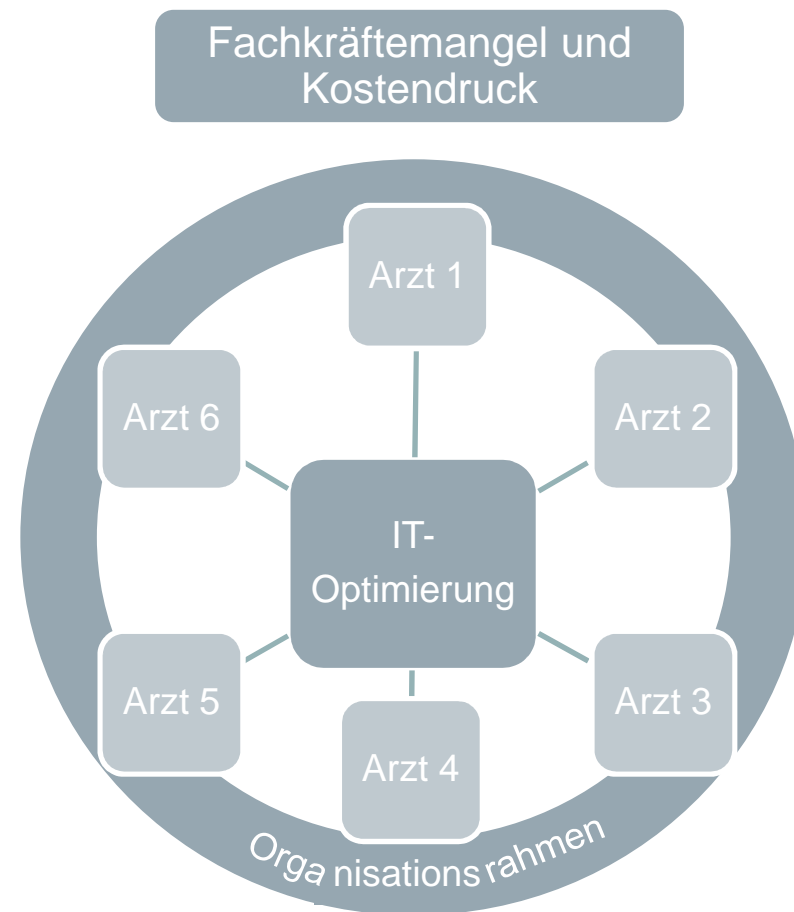 Fachkräftemangel und
Kostendruck
Arzt 1
Arzt 6
Arzt 2
IT-
Optimierung
Arzt 5
Arzt 3
Arzt 4
Organisationsrahmen